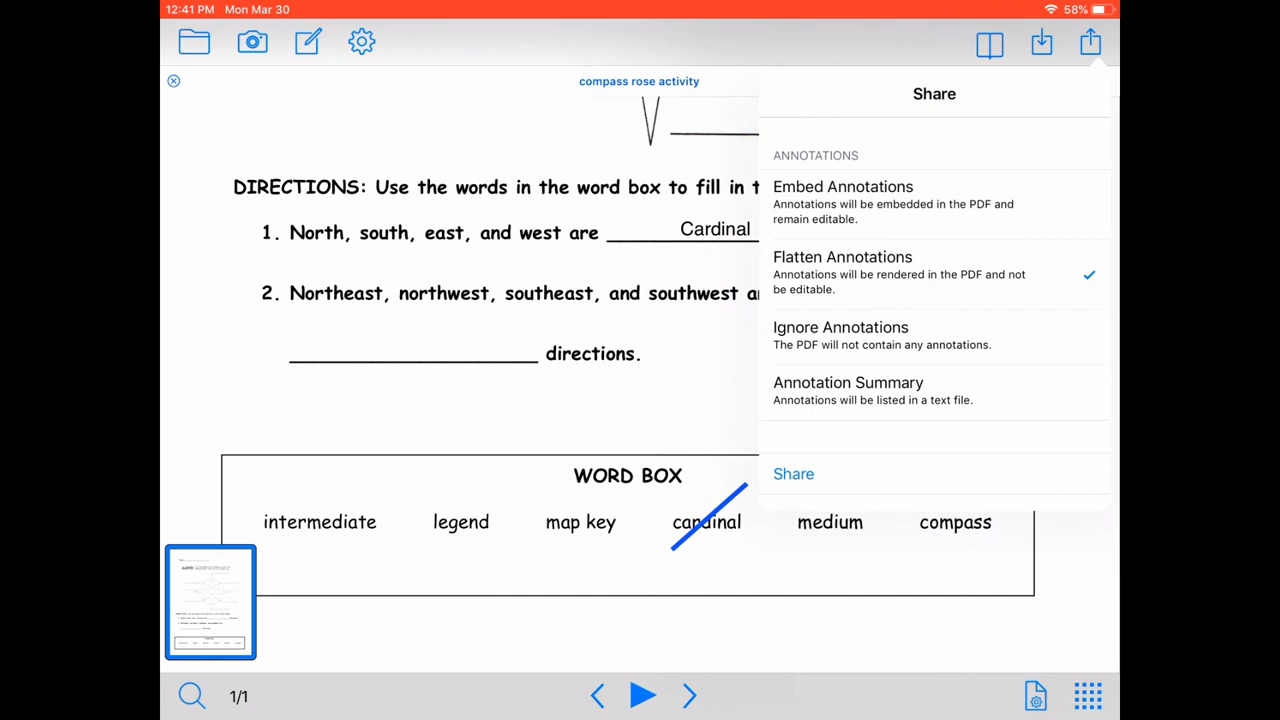 12:41 PM Mon Mar 30 58%
compass rose activity
Share
ANNOTATIONS
Embed Annotations
Annotations will be embedded in the PDF and
remain editable.
Flatten Annotations
Annotations will be rendered in the PDF and not
be editable.
Ignore Annotations
The PDF will not contain any annotations.
Annotation Summary
Annotations will be listed in a text file.
Share
DIRECTIONS: Use the words in the word box to fill in
1. North, south, east, and west are Cardinal
2. Northeast, northwest, southeast, and southwest
directions.
WORD BOX
intermediate legend map key cardinal medium compass
1/1